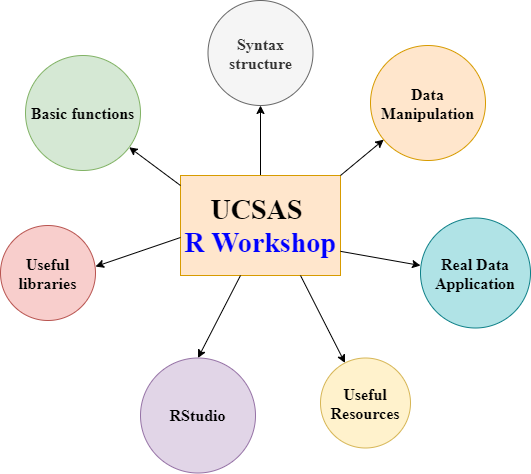 Syntax
structure
Data
Manipulation
Basic functions
UCSAS
R Workshop
Useful
libraries
Real Data
Application
RStudio
Useful
Resources